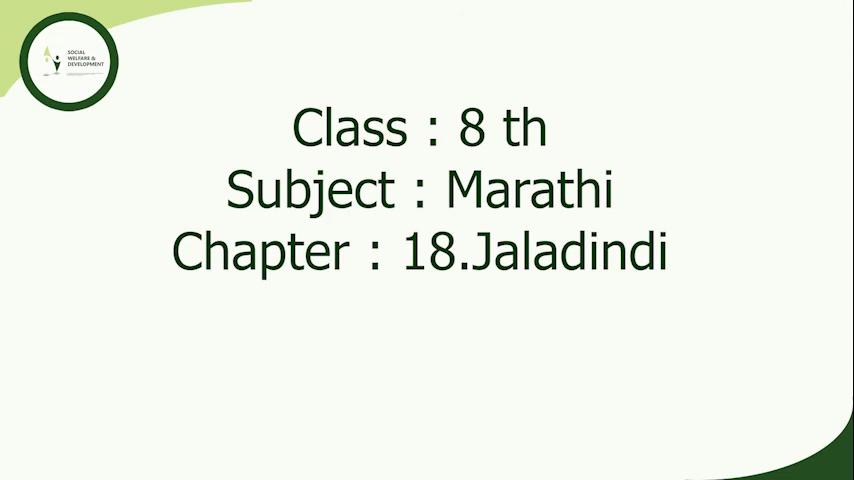 SOCIAL
WELFARE &
DEVELOPMENT
Class : 8 th
Subject : Marathi
Chapter : 18.Jaladindi